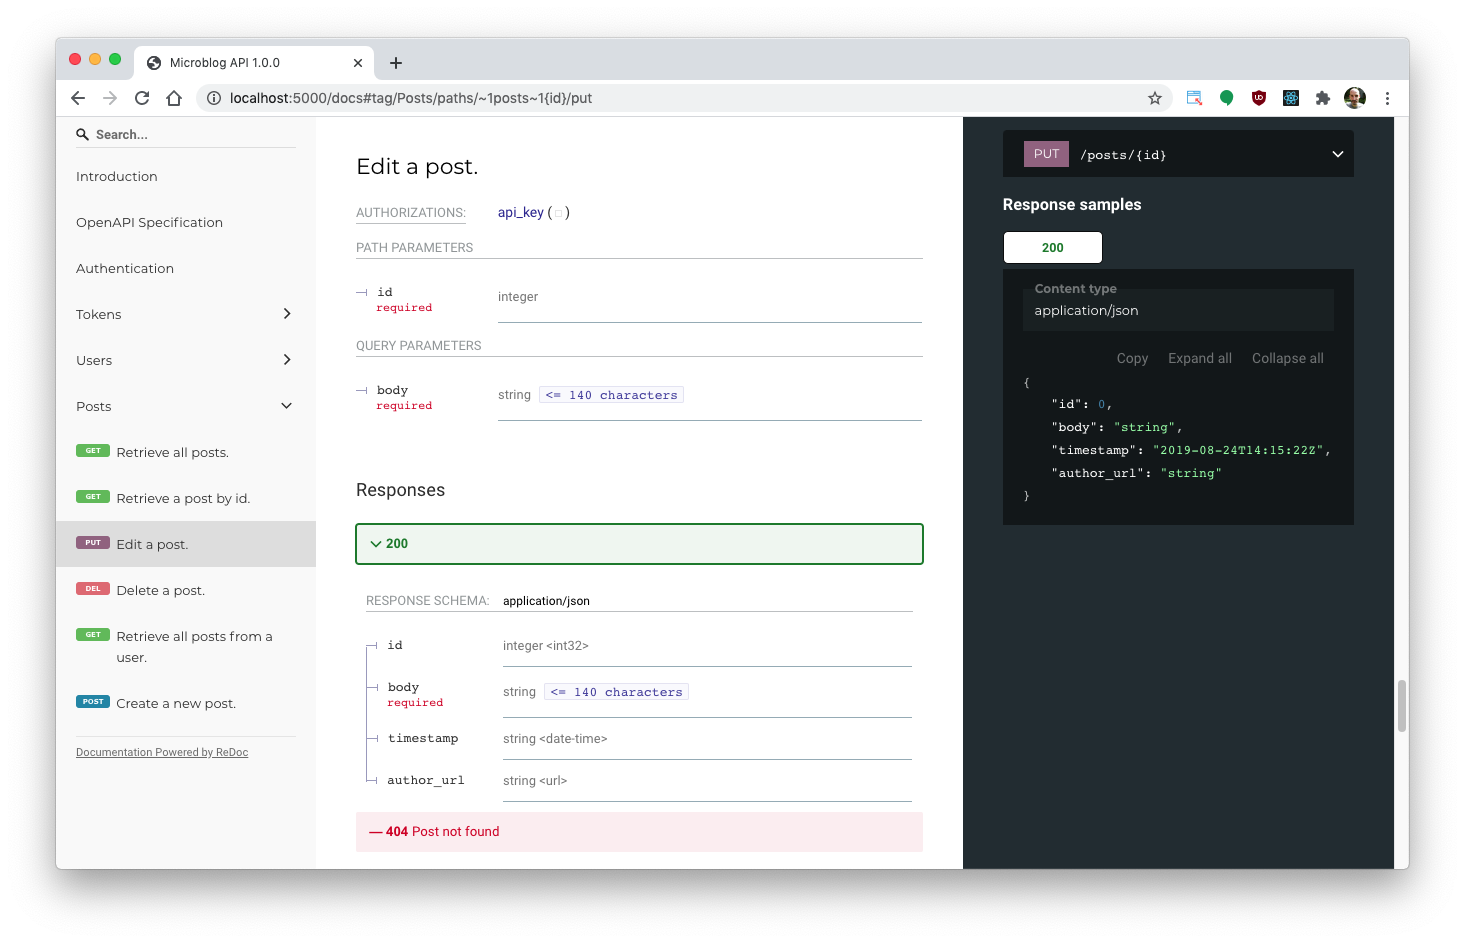 Microblog API 1.0.0
localhost:5000/docs#tag/Posts/paths/~1posts~1{id}/put
Search...
Introduction
OpenAPI Specification
Authentication
Tokens
Users
Posts
GET Retrieve all posts.
GET Retrieve a post by id.
PUT Edit a post.
DEL Delete a post.
GET Retrieve all posts from a
user.
POST Create a new post.
Documentation Powered by ReDoc
Edit a post.
AUTHORIZATIONS: api_key ( )
PATH PARAMETERS
id integer
required
QUERY PARAMETERS
body string <= 140 characters
required
Responses
200
RESPONSE SCHEMA: application/json
id integer <int32>
body string <= 140 characters
required
timestamp string <date-time>
author_url string <url>
— 404 Post not found
PUT /posts/{id}
Response samples
200
Content type
application/json
Copy Expand all Collapse all
{
"id": 0,
"body": "string",
"timestamp": "2019-08-24T14:15:22Z",
"author_url": "string"
}